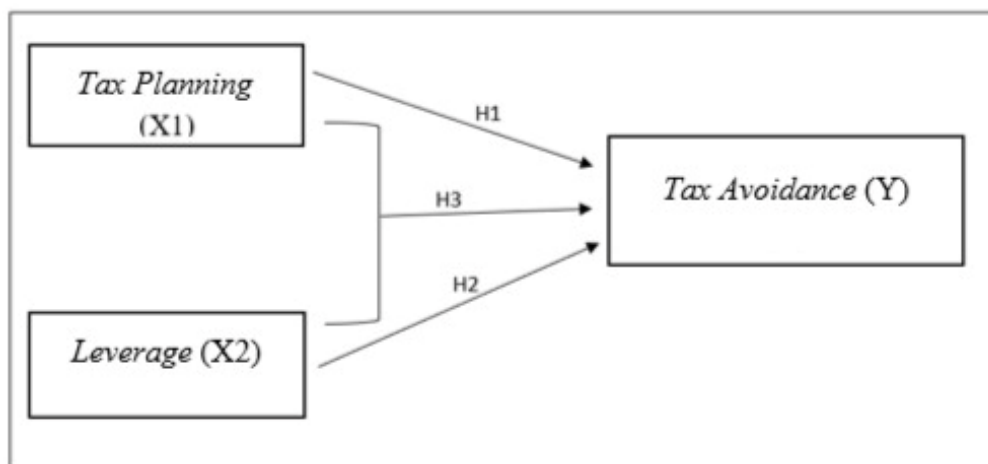 Tax Planning
(X1)
H1
Tax Avoidance (Y)
H3
H2
Leverage (X2)